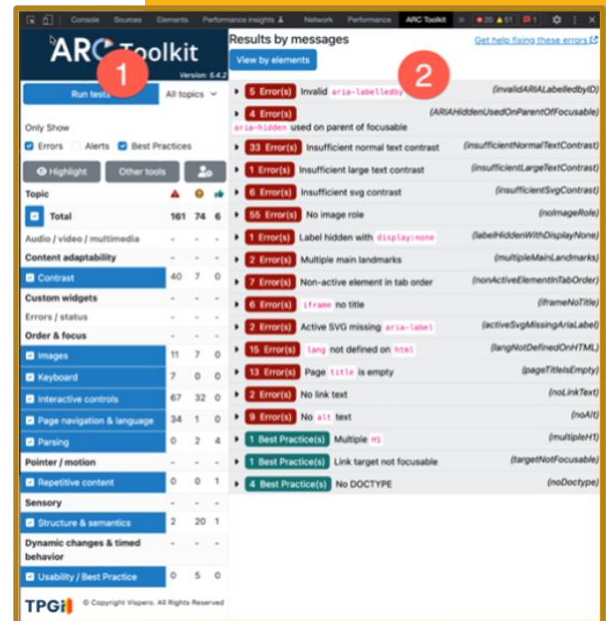 Console Sources Elements Performance insights Network Performance ARC Toolkit » 20 51 1
ARC Toolkit
Version: 5.4.2
1
Run tests All topics
Only Show
Errors Alerts Best Practices
Highlight Other tools
Topic
Total 161 74 6
Audio / video / multimedia - - -
Content adaptability - - -
Contrast 40 7 0
Custom widgets - - -
Errors / status - - -
Order & focus - - -
Images 11 7 0
Keyboard 7 0 0
Interactive controls 67 32 0
Page navigation & language 34 1 0
Parsing 0 2 4
Pointer / motion - - -
Repetitive content 0 0 1
Sensory - - -
Structure & semantics 2 20 1
Dynamic changes & timed
behavior - - -
Usability / Best Practice 0 5 0
TPGi © Copyright Vispero. All Rights Reserved
Results by messages Get help fixing these errors
View by elements
2
5 Error(s) Invalid aria-labelledby (invalidARIALabelledbyID)
4 Error(s) (ARIAHiddenUsedOnParentOfFocusable)
aria-hidden used on parent of focusable
33 Error(s) Insufficient normal text contrast (insufficientNormalTextContrast)
1 Error(s) Insufficient large text contrast (insufficientLargeTextContrast)
6 Error(s) Insufficient svg contrast (insufficientSvgContrast)
55 Error(s) No image role (noImageRole)
1 Error(s) Label hidden with display:none (labelHiddenWithDisplayNone)
2 Error(s) Multiple main landmarks (multipleMainLandmarks)
7 Error(s) Non-active element in tab order (nonActiveElementInTabOrder)
6 Error(s) iframe no title (iframeNoTitle)
2 Error(s) Active SVG missing aria-label (activeSvgMissingAriaLabel)
15 Error(s) lang not defined on html (langNotDefinedOnHTML)
13 Error(s) Page title is empty (pageTitleIsEmpty)
2 Error(s) No link text (noLinkText)
9 Error(s) No alt text (noAlt)
1 Best Practice(s) Multiple H1 (multipleH1)
1 Best Practice(s) Link target not focusable (targetNotFocusable)
4 Best Practice(s) No DOCTYPE (noDoctype)